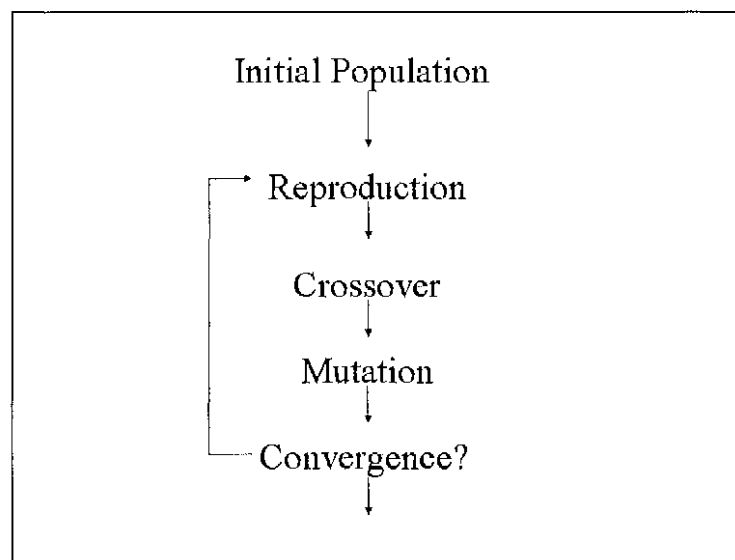 Initial Population
Reproduction
Crossover
Mutation
Convergence?